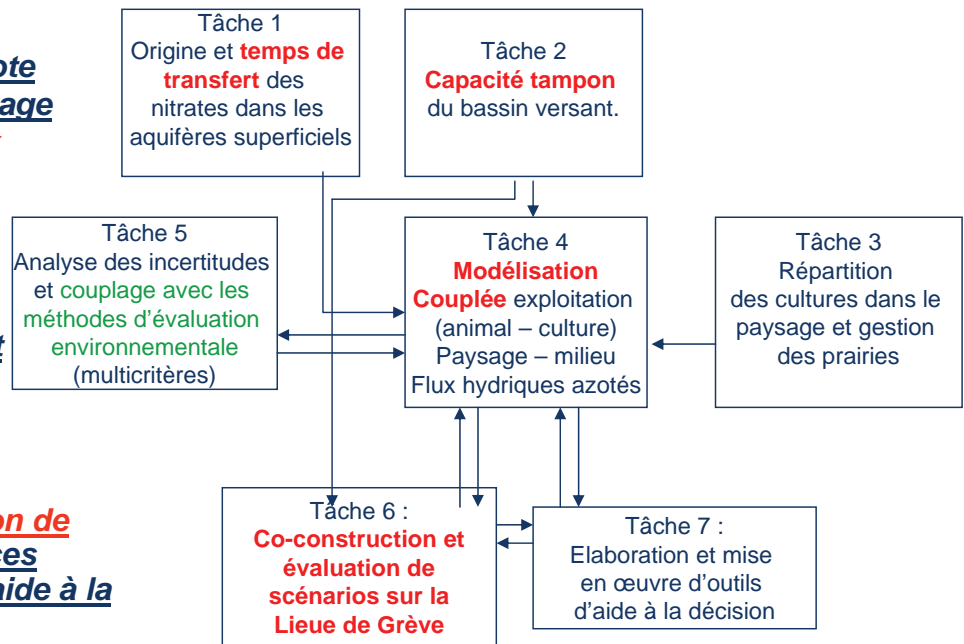 Tâche 1
Origine et temps de
transfert des
nitrates dans les
aquifères superficiels
Tâche 2
Capacité tampon
du bassin versant.
Tâche 5
Analyse des incertitudes
et couplage avec les
méthodes d'évaluation
environnementale
(multicritères)
Tâche 4
Modélisation
Couplée exploitation
(animal – culture)
Paysage – milieu
Flux hydriques azotés
Tâche 3
Répartition
des cultures dans le
paysage et gestion
des prairies
on de
aide à la
Tâche 6 :
Co-construction et
évaluation de
scénarios sur la
Lieue de Grève
Tâche 7 :
Elaboration et mise
en œuvre d'outils
d'aide à la décision